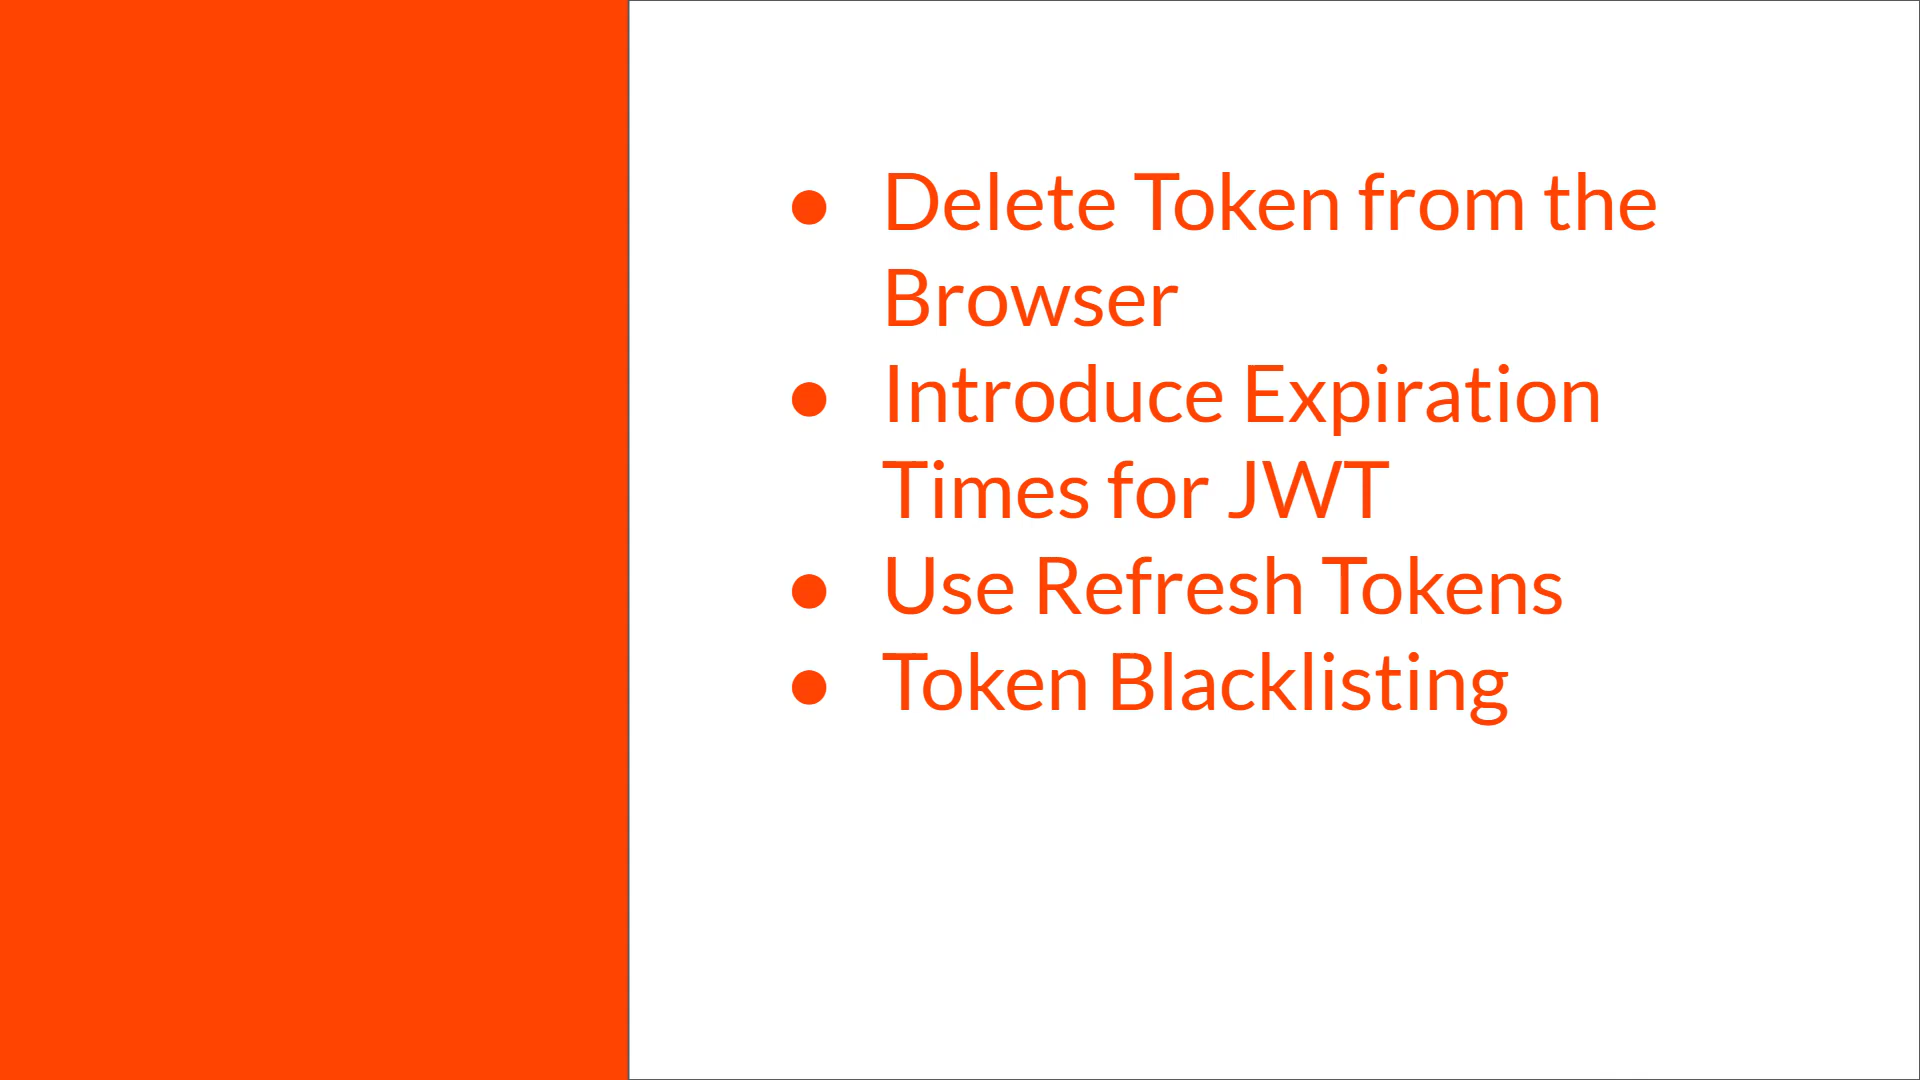 ● Delete Token from the
Browser
● Introduce Expiration
Times for JWT
● Use Refresh Tokens
● Token Blacklisting